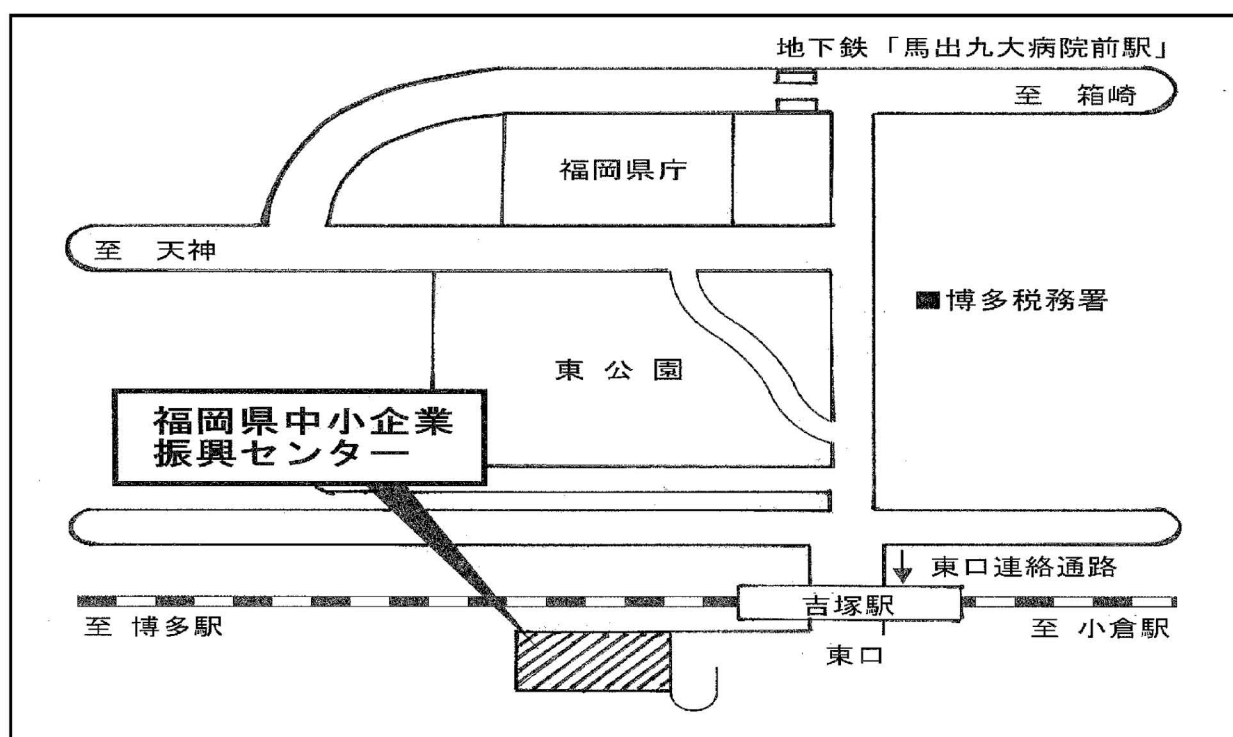 地下鉄「馬出九大病院前駅」
至 箱崎
福岡県庁
至 天神
■博多税務署
東公園
福岡県中小企業
振興センター
東口連絡通路
吉塚駅
至 博多駅
至 小倉駅
東口